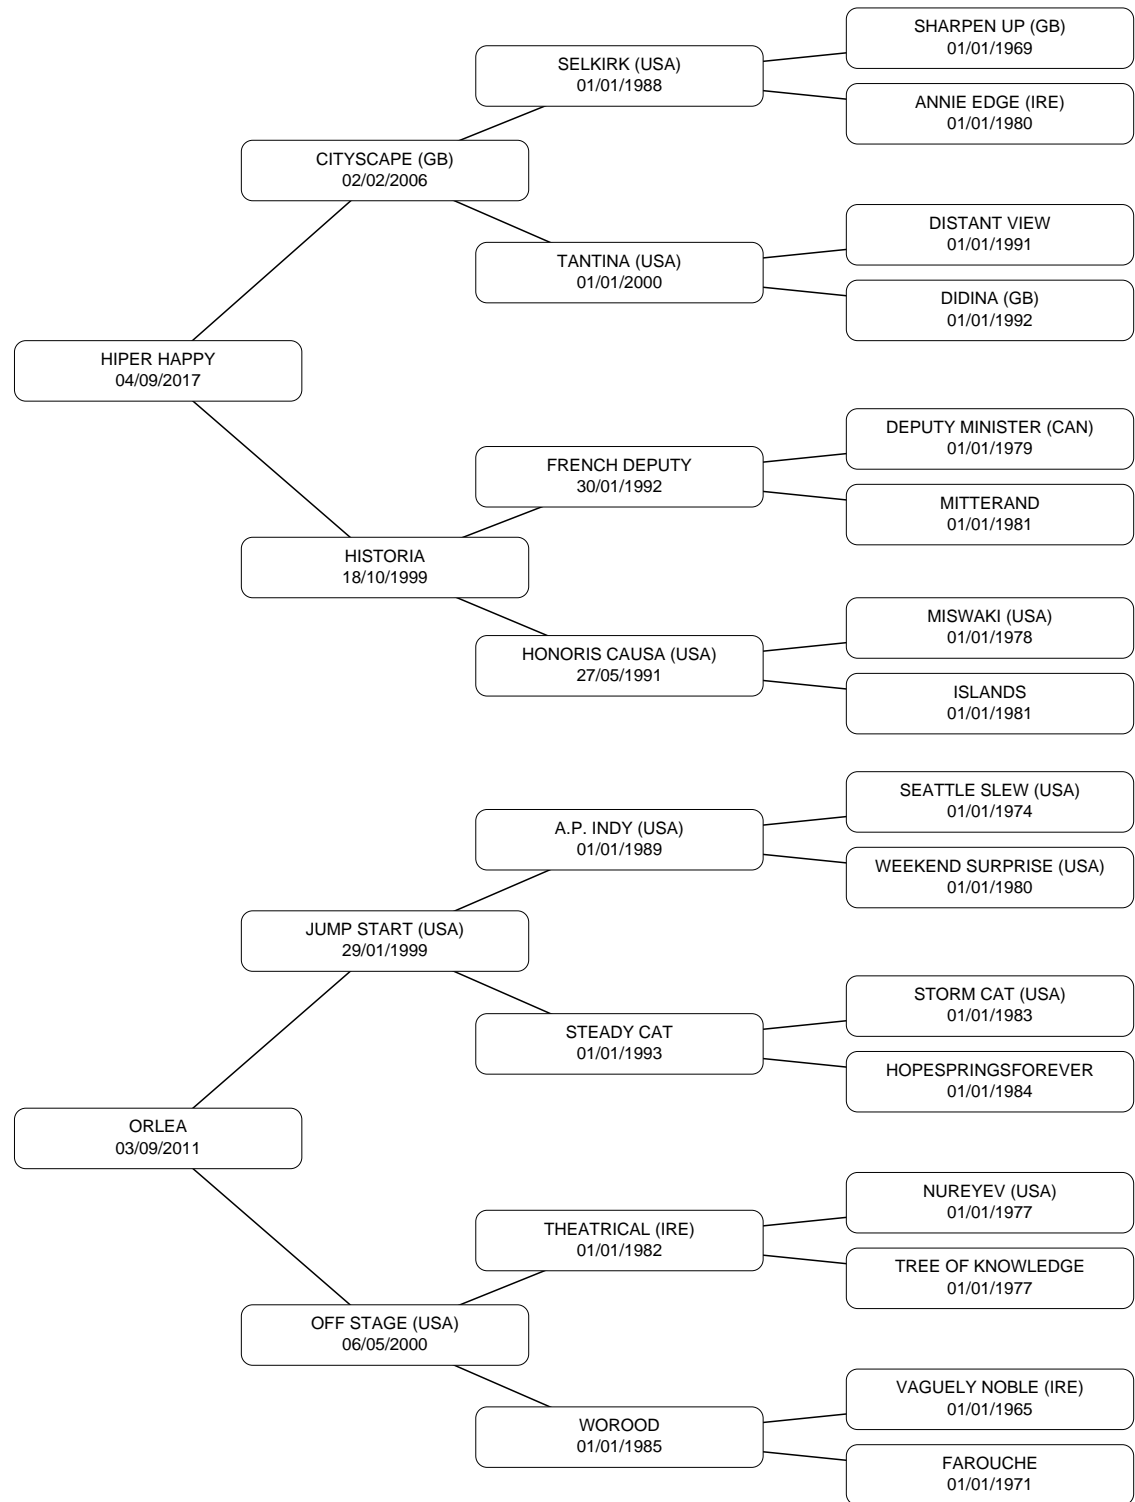 SHARPEN UP (GB)
01/01/1969
SELKIRK (USA)
01/01/1988
ANNIE EDGE (IRE)
01/01/1980
CITYSCAPE (GB)
02/02/2006
DISTANT VIEW
01/01/1991
TANTINA (USA)
01/01/2000
DIDINA (GB)
01/01/1992
HIPER HAPPY
04/09/2017
DEPUTY MINISTER (CAN)
01/01/1979
FRENCH DEPUTY
30/01/1992
MITTERAND
01/01/1981
HISTORIA
18/10/1999
MISWAKI (USA)
01/01/1978
HONORIS CAUSA (USA)
27/05/1991
ISLANDS
01/01/1981
SEATTLE SLEW (USA)
01/01/1974
A.P. INDY (USA)
01/01/1989
WEEKEND SURPRISE (USA)
01/01/1980
JUMP START (USA)
29/01/1999
STORM CAT (USA)
01/01/1983
STEADY CAT
01/01/1993
HOPESPRINGSFOREVER
01/01/1984
ORLEA
03/09/2011
NUREYEV (USA)
01/01/1977
THEATRICAL (IRE)
01/01/1982
TREE OF KNOWLEDGE
01/01/1977
OFF STAGE (USA)
06/05/2000
VAGUELY NOBLE (IRE)
01/01/1965
WOROOD
01/01/1985
FAROUCHE
01/01/1971